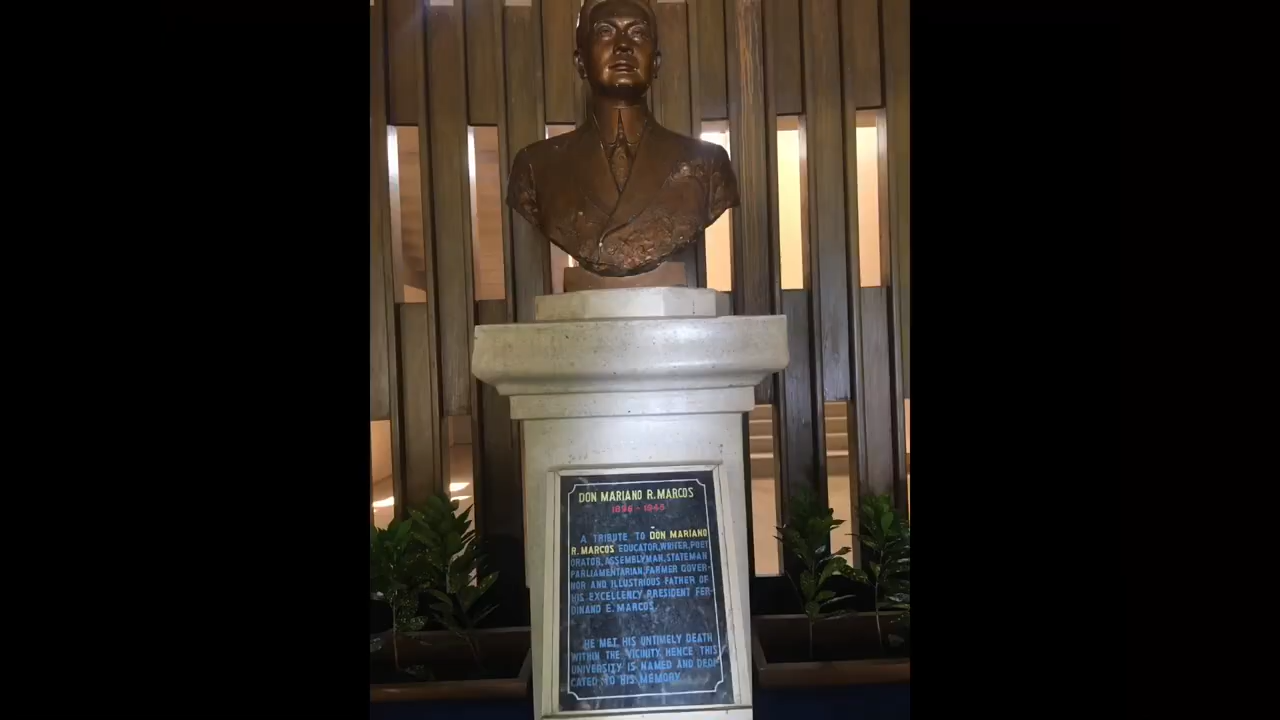 DON MARIANO R. MARCOS
1896 - 1945
A TRIBUTE TO DON MARIANO
R. MARCOS EDUCATOR, WRITER, POET
ORATOR, ASSEMBLYMAN, STATEMAN
PARLIAMENTARIAN, FARMER GOVER-
NOR AND ILLUSTRIOUS FATHER OF
HIS EXCELLENCY PRESIDENT FER-
DINAND E. MARCOS.
HE MET HIS UNTIMELY DEATH
WITHIN THE VICINITY. HENCE THIS
UNIVERSITY IS NAMED AND DEDI
CATED TO HIS MEMORY